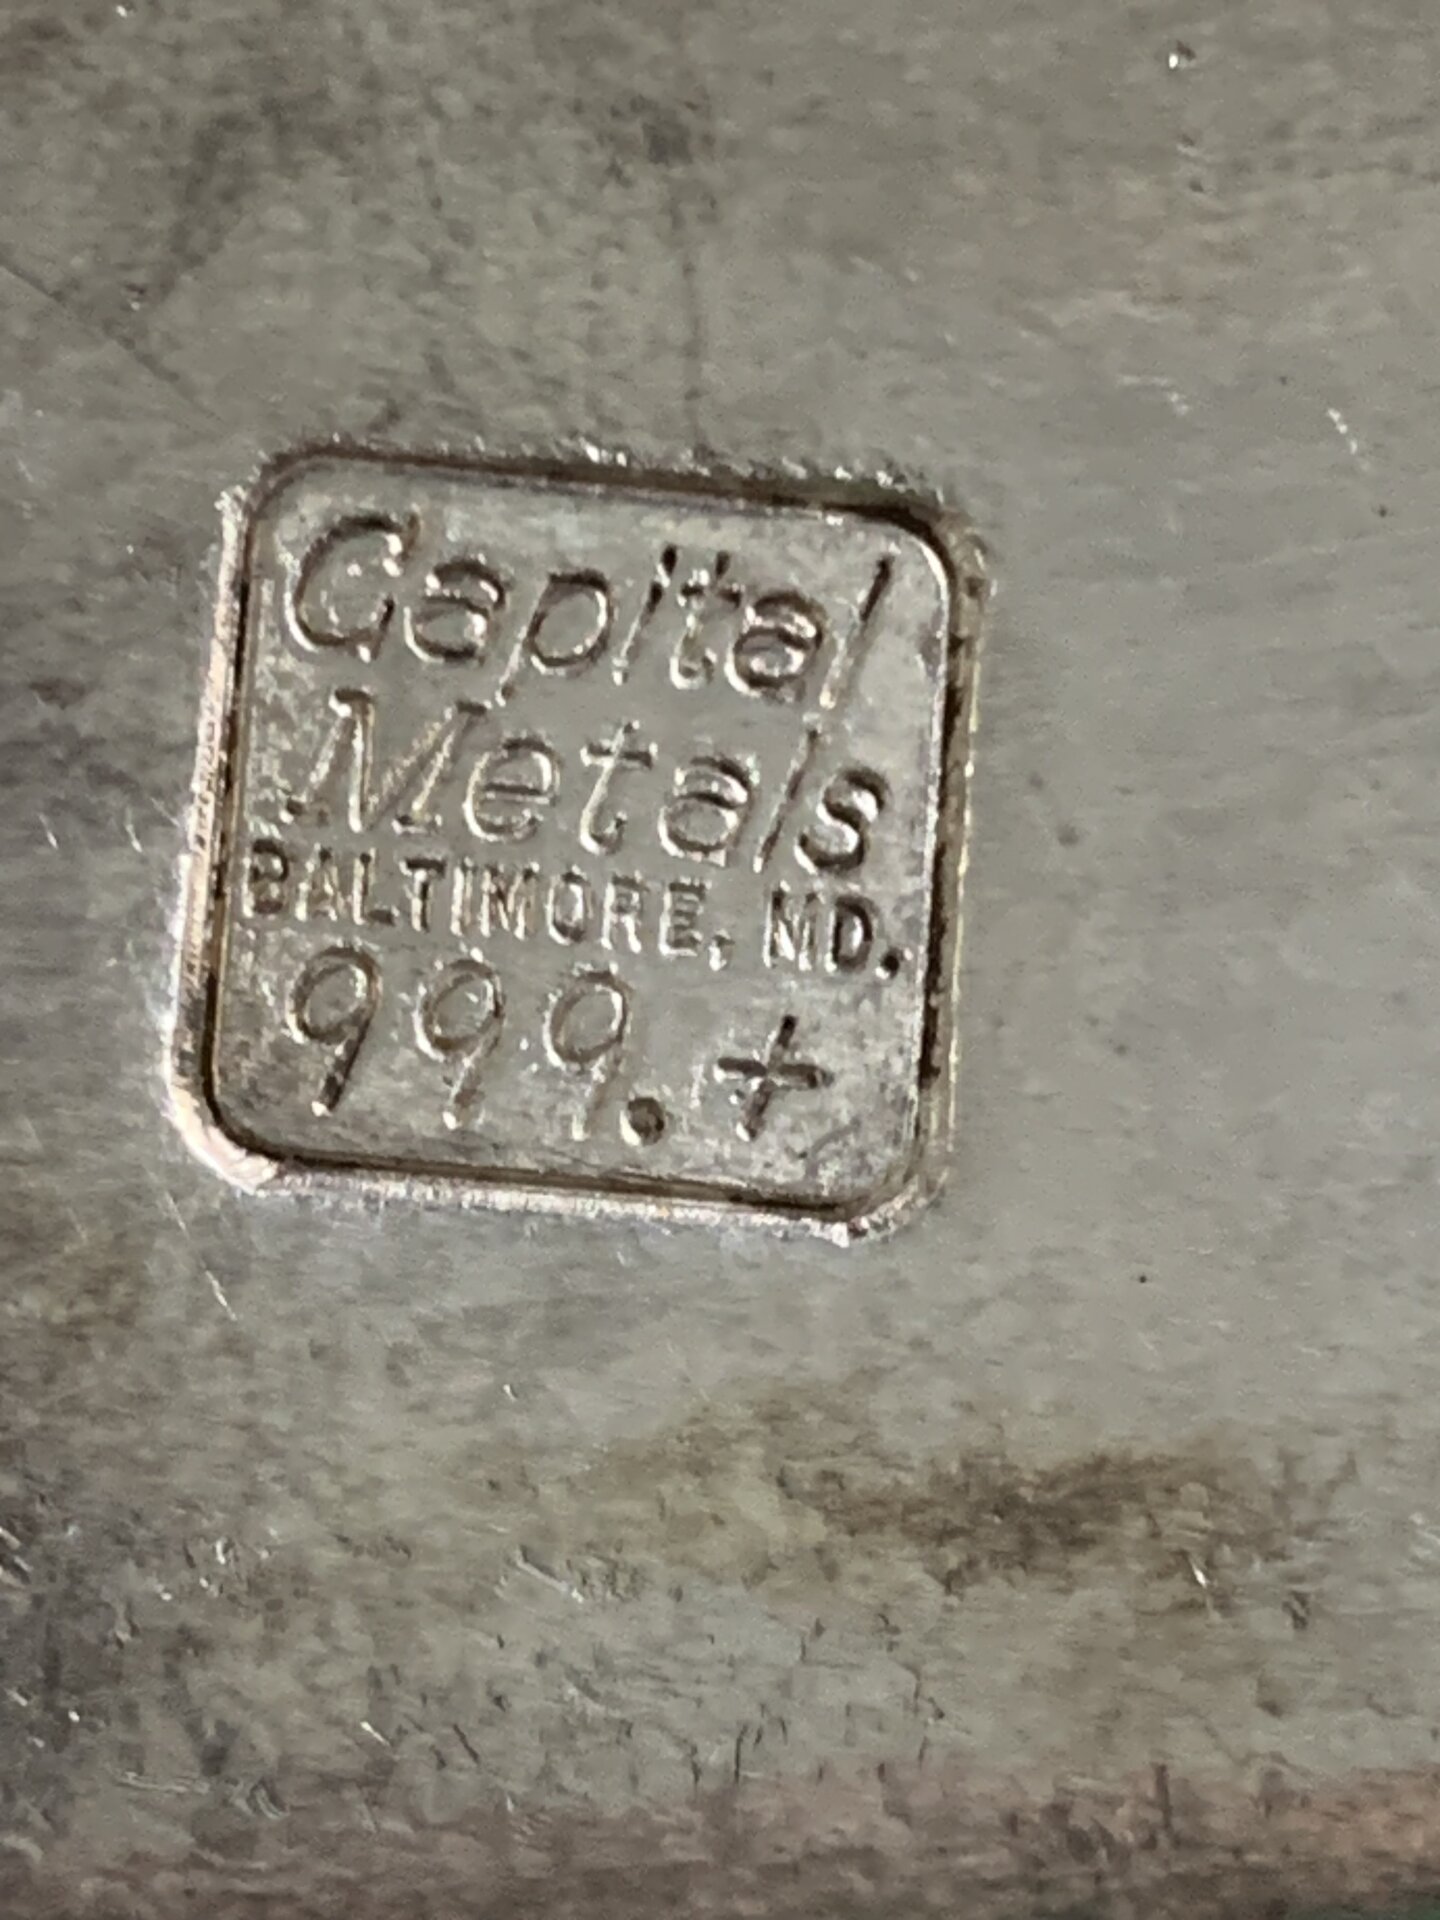 Capital
Metals
BALTIMORE, MD.
999.+